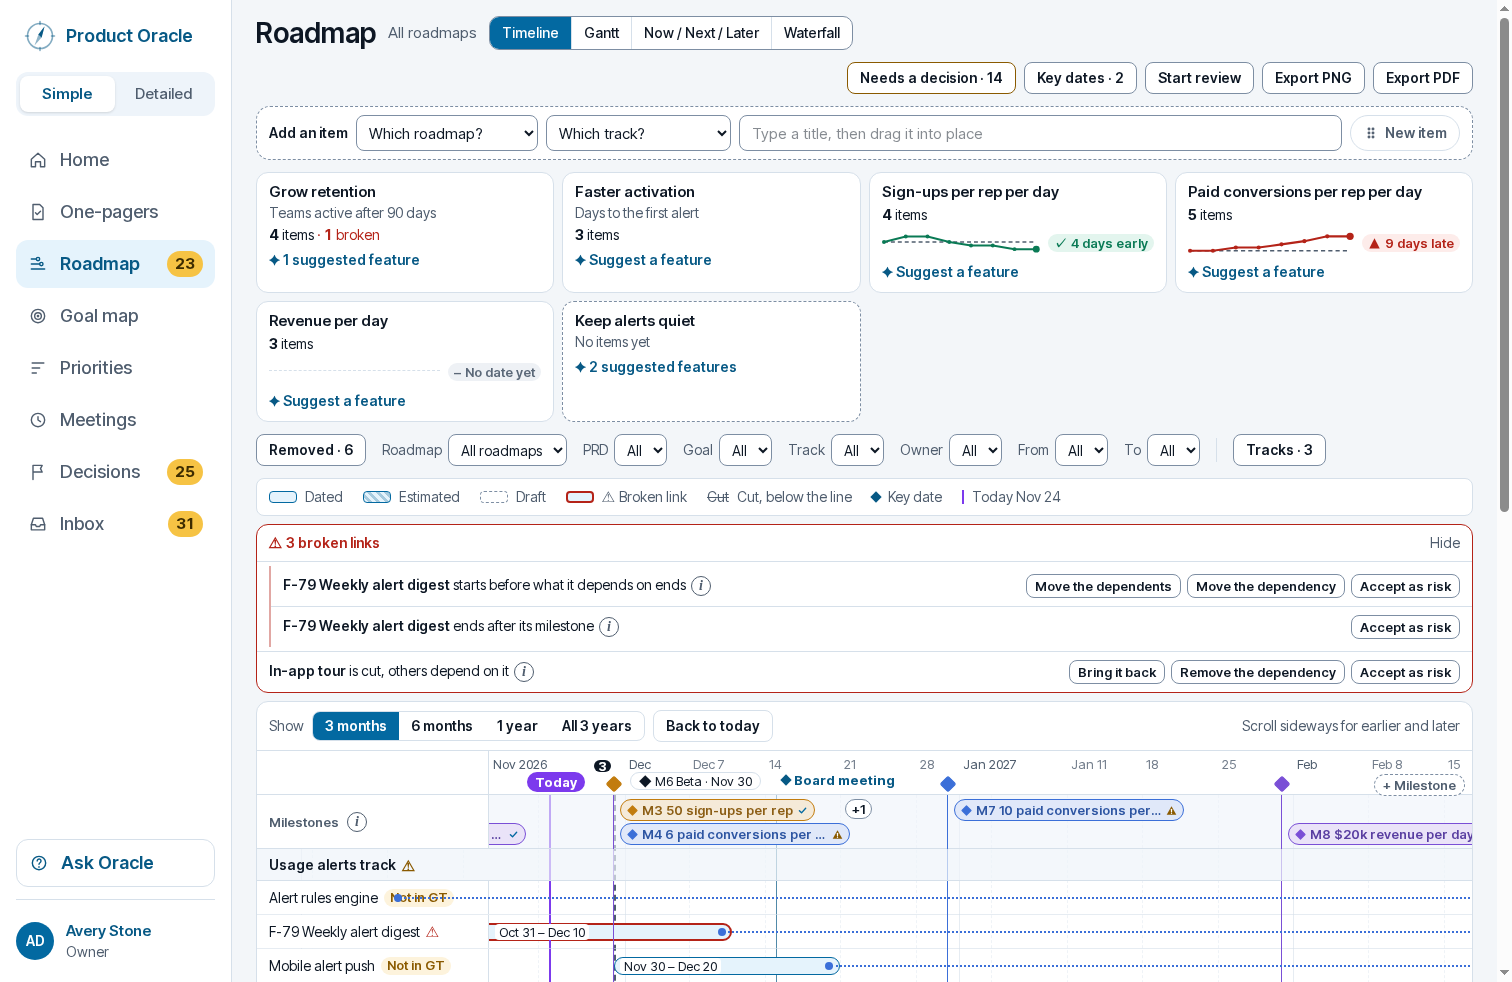 Product Oracle
Simple Detailed
Home
One-pagers
Roadmap 23
Goal map
Priorities
Meetings
Decisions 25
Inbox 31
Ask Oracle
AD Avery Stone
Owner
Roadmap All roadmaps Timeline Gantt Now / Next / Later Waterfall
Needs a decision · 14 Key dates · 2 Start review Export PNG Export PDF
Add an item Which roadmap? Which track? Type a title, then drag it into place New item
Grow retention
Teams active after 90 days
4 items · 1 broken
1 suggested feature
Faster activation
Days to the first alert
3 items
Suggest a feature
Sign-ups per rep per day
4 items
✓ 4 days early
Suggest a feature
Paid conversions per rep per day
5 items
▲ 9 days late
Suggest a feature
Revenue per day
3 items
– No date yet
Suggest a feature
Keep alerts quiet
No items yet
2 suggested features
Removed · 6 Roadmap All roadmaps PRD All Goal All Track All Owner All From All To All Tracks · 3
Dated Estimated Draft ⚠ Broken link Cut Cut, below the line Key date Today Nov 24
⚠ 3 broken links Hide
F-79 Weekly alert digest starts before what it depends on ends i Move the dependents Move the dependency Accept as risk
F-79 Weekly alert digest ends after its milestone i Accept as risk
In-app tour is cut, others depend on it i Bring it back Remove the dependency Accept as risk
Show 3 months 6 months 1 year All 3 years Back to today Scroll sideways for earlier and later
Nov 2026 3 Dec Dec 7 14 21 28 Jan 2027 Jan 11 18 25 Feb Feb 8 15
Today M6 Beta · Nov 30 Board meeting + Milestone
Milestones i
M3 50 sign-ups per rep ✓ +1 M7 10 paid conversions per... ⚠
... ✓ M4 6 paid conversions per ... ⚠ M8 $20k revenue per day
Usage alerts track ⚠
Alert rules engine Not in GT
F-79 Weekly alert digest ⚠ Oct 31 – Dec 10
Mobile alert push Not in GT Nov 30 – Dec 20